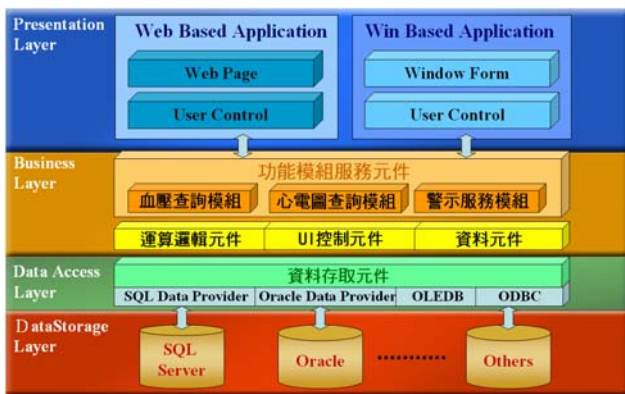 Presentation
Layer
Web Based Application
Web Page
User Control
Win Based Application
Window Form
User Control
Business
Layer
功能模組服務元件
血壓查詢模組
心電圖查詢模組
警示服務模組
運算邏輯元件
UI控制元件
資料元件
Data Access
Layer
資料存取元件
SQL Data Provider
Oracle Data Provider
OLEDB
ODBC
DataStorage
Layer
SQL
Server
Oracle
...........
Others